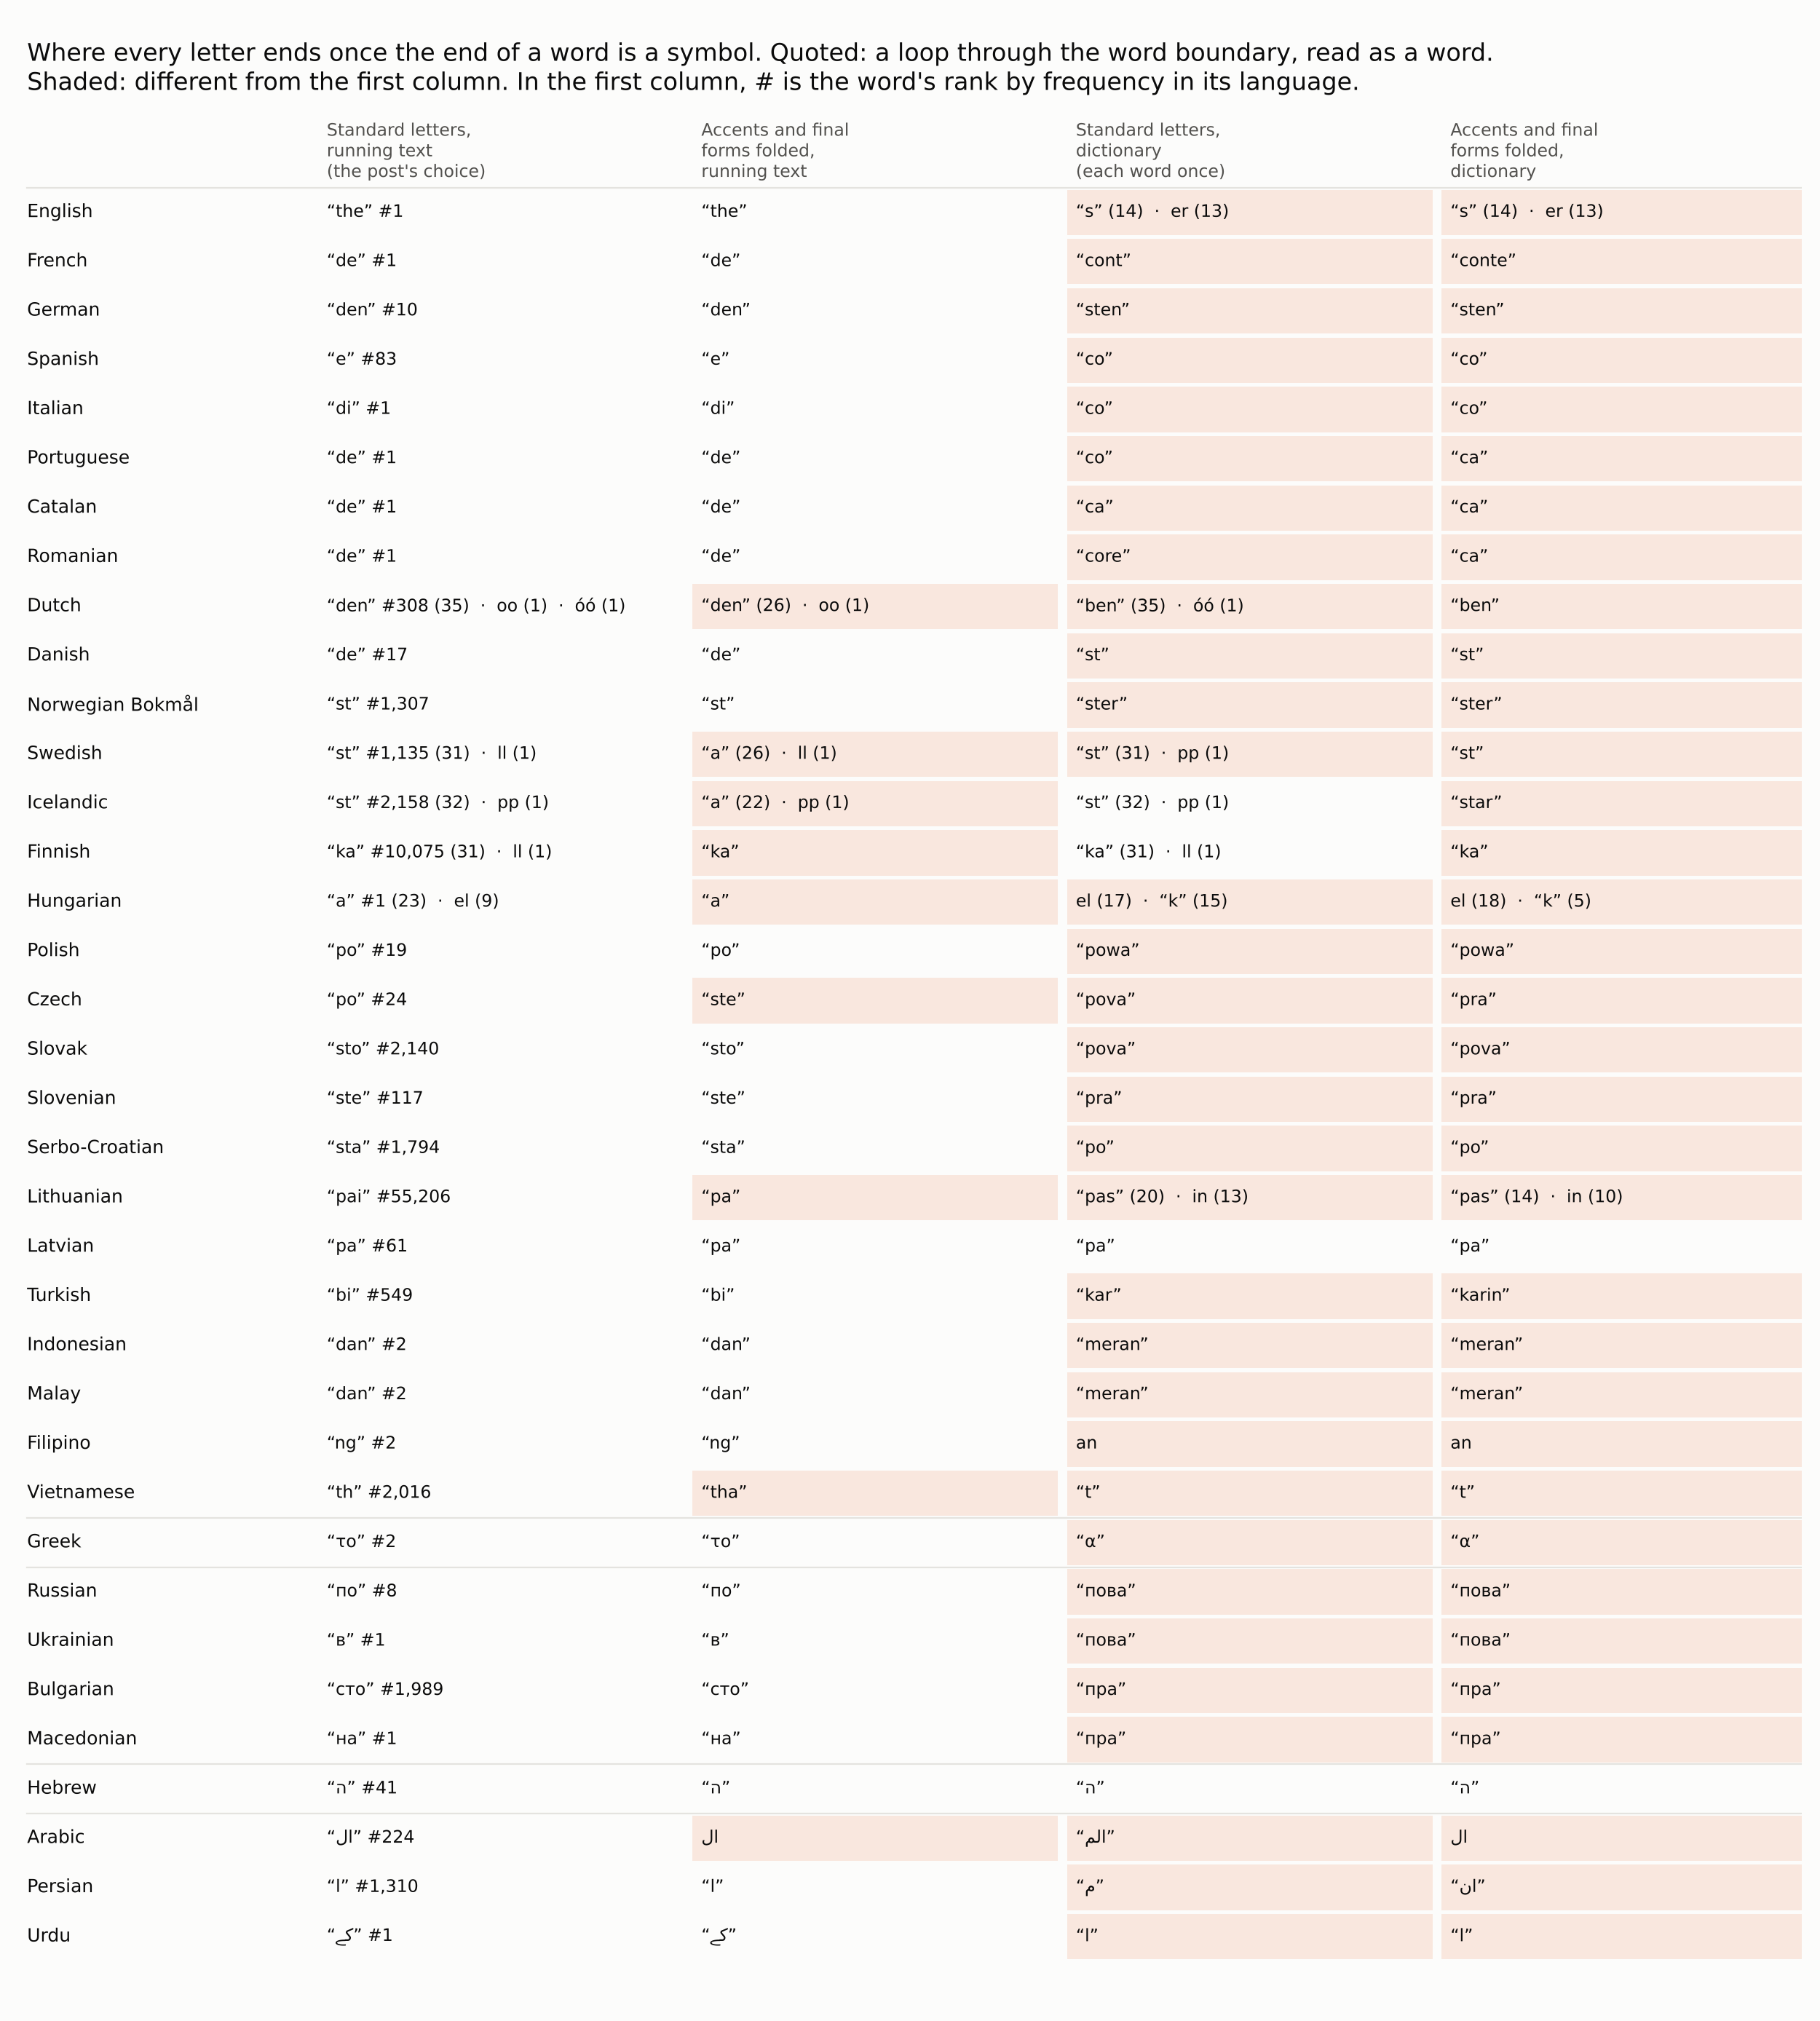 Where every letter ends once the end of a word is a symbol. Quoted: a loop through the word boundary, read as a word.
Shaded: different from the first column. In the first column, # is the word's rank by frequency in its language.
Standard letters, running text (the post's choice) Accents and final forms folded, running text Standard letters, dictionary (each word once) Accents and final forms folded, dictionary
English “the” #1 “the” “s” (14) · er (13) “s” (14) · er (13)
French “de” #1 “de” “cont” “conte”
German “den” #10 “den” “sten” “sten”
Spanish “e” #83 “e” “co” “co”
Italian “di” #1 “di” “co” “co”
Portuguese “de” #1 “de” “co” “ca”
Catalan “de” #1 “de” “ca” “ca”
Romanian “de” #1 “de” “core” “ca”
Dutch “den” #308 (35) · oo (1) · óó (1) “den” (26) · oo (1) “ben” (35) · óó (1) “ben”
Danish “de” #17 “de” “st” “st”
Norwegian Bokmål “st” #1,307 “st” “ster” “ster”
Swedish “st” #1,135 (31) · ll (1) “a” (26) · ll (1) “st” (31) · pp (1) “st”
Icelandic “st” #2,158 (32) · pp (1) “a” (22) · pp (1) “st” (32) · pp (1) “star”
Finnish “ka” #10,075 (31) · ll (1) “ka” “ka” (31) · ll (1) “ka”
Hungarian “a” #1 (23) · el (9) “a” el (17) · “k” (15) el (18) · “k” (5)
Polish “po” #19 “po” “powa” “powa”
Czech “po” #24 “ste” “pova” “pra”
Slovak “sto” #2,140 “sto” “pova” “pova”
Slovenian “ste” #117 “ste” “pra” “pra”
Serbo-Croatian “sta” #1,794 “sta” “po” “po”
Lithuanian “pai” #55,206 “pa” “pas” (20) · in (13) “pas” (14) · in (10)
Latvian “pa” #61 “pa” “pa” “pa”
Turkish “bi” #549 “bi” “kar” “karin”
Indonesian “dan” #2 “dan” “meran” “meran”
Malay “dan” #2 “dan” “meran” “meran”
Filipino “ng” #2 “ng” an an
Vietnamese “th” #2,016 “tha” “t” “t”
Greek “το” #2 “το” “α” “α”
Russian “по” #8 “по” “пова” “пова”
Ukrainian “в” #1 “в” “пова” “пова”
Bulgarian “сто” #1,989 “сто” “пра” “пра”
Macedonian “на” #1 “на” “пра” “пра”
Hebrew “ה” #41 “ה” “ה” “ה”
Arabic “ال” #224 ال “الم” ال
Persian “ا” #1,310 “ا” “م” “ان”
Urdu “کے” #1 “کے” “ا” “ا”